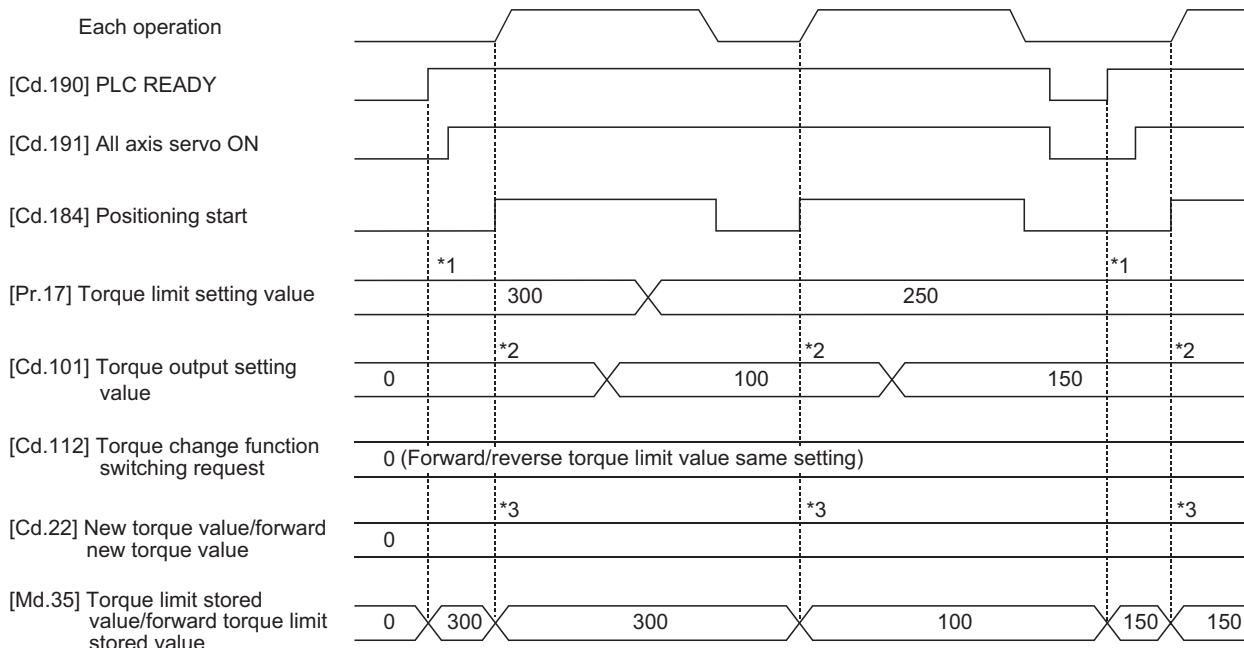 Each operation
[Cd.190] PLC READY
[Cd.191] All axis servo ON
[Cd.184] Positioning start
*1 *1
[Pr.17] Torque limit setting value 300 250
*2 *2 *2
[Cd.101] Torque output setting
value
0 100 150
[Cd.112] Torque change function
switching request
0 (Forward/reverse torque limit value same setting)
*3 *3 *3
[Cd.22] New torque value/forward
new torque value
0
[Md.35] Torque limit stored
value/forward torque limit
stored value
0 300 300 100 150 150